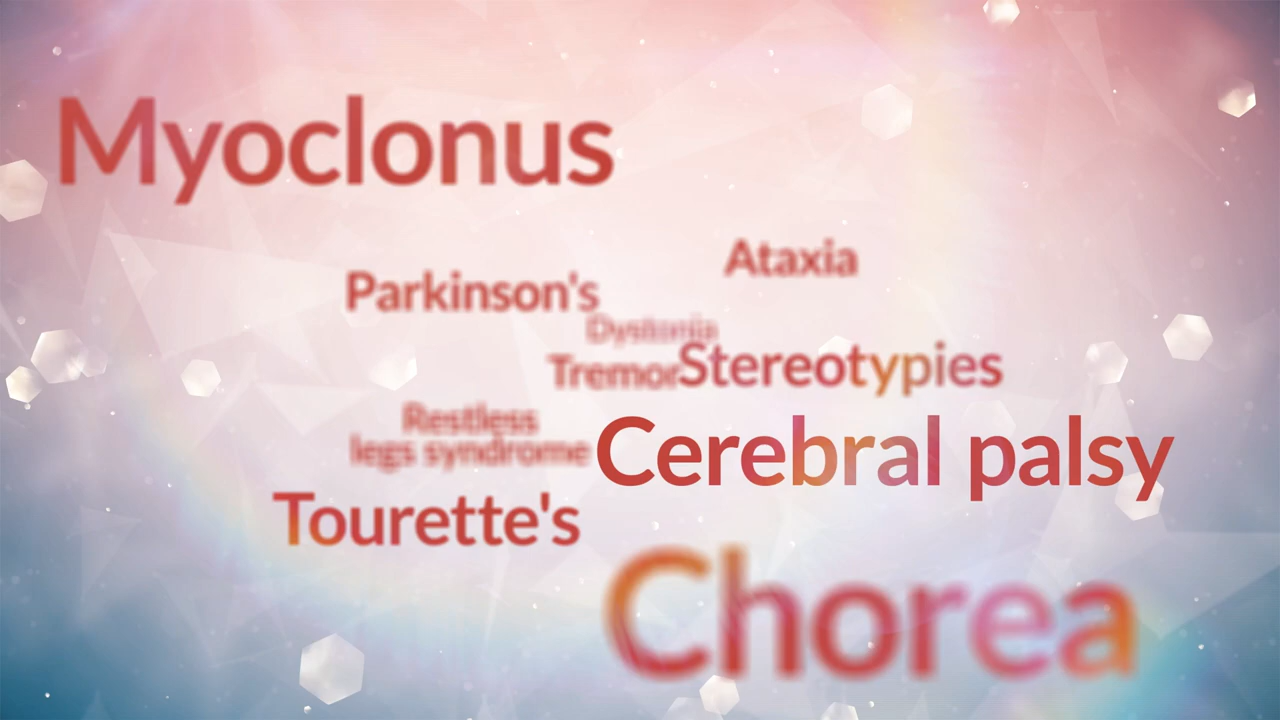 Myoclonus
Ataxia
Parkinson's
Dystonia
Tremor
Stereotypies
Restless
legs syndrome
Cerebral palsy
Tourette's
Chorea